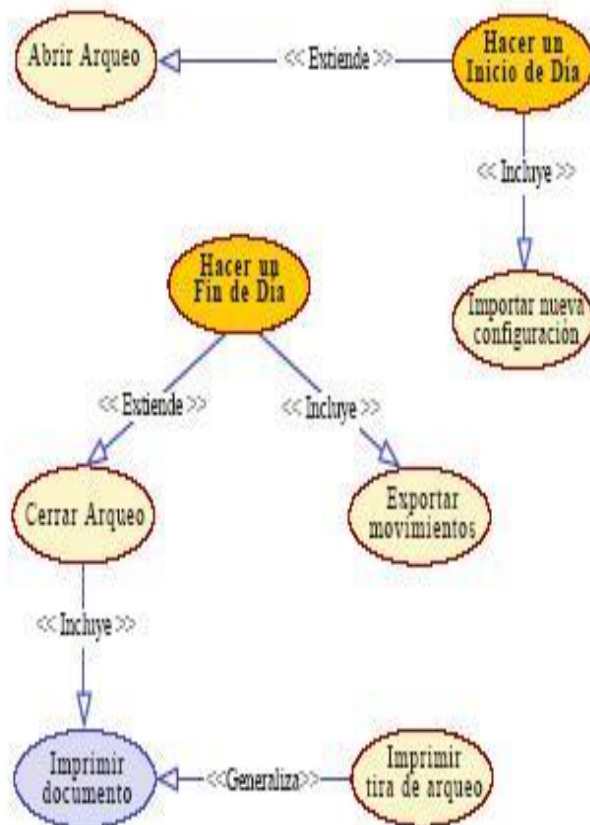 Abrir Arqueo
<< Extiende >>
Hacer un
Inicio de Día
<< Incluye >>
Importar nueva
configuración
Hacer un
Fin de Día
<< Extiende >>
<< Incluye >>
Cerrar Arqueo
Exportar
movimientos
<< Incluye >>
Imprimir
documento
<<Generaliza>>
Imprimir
tira de arqueo